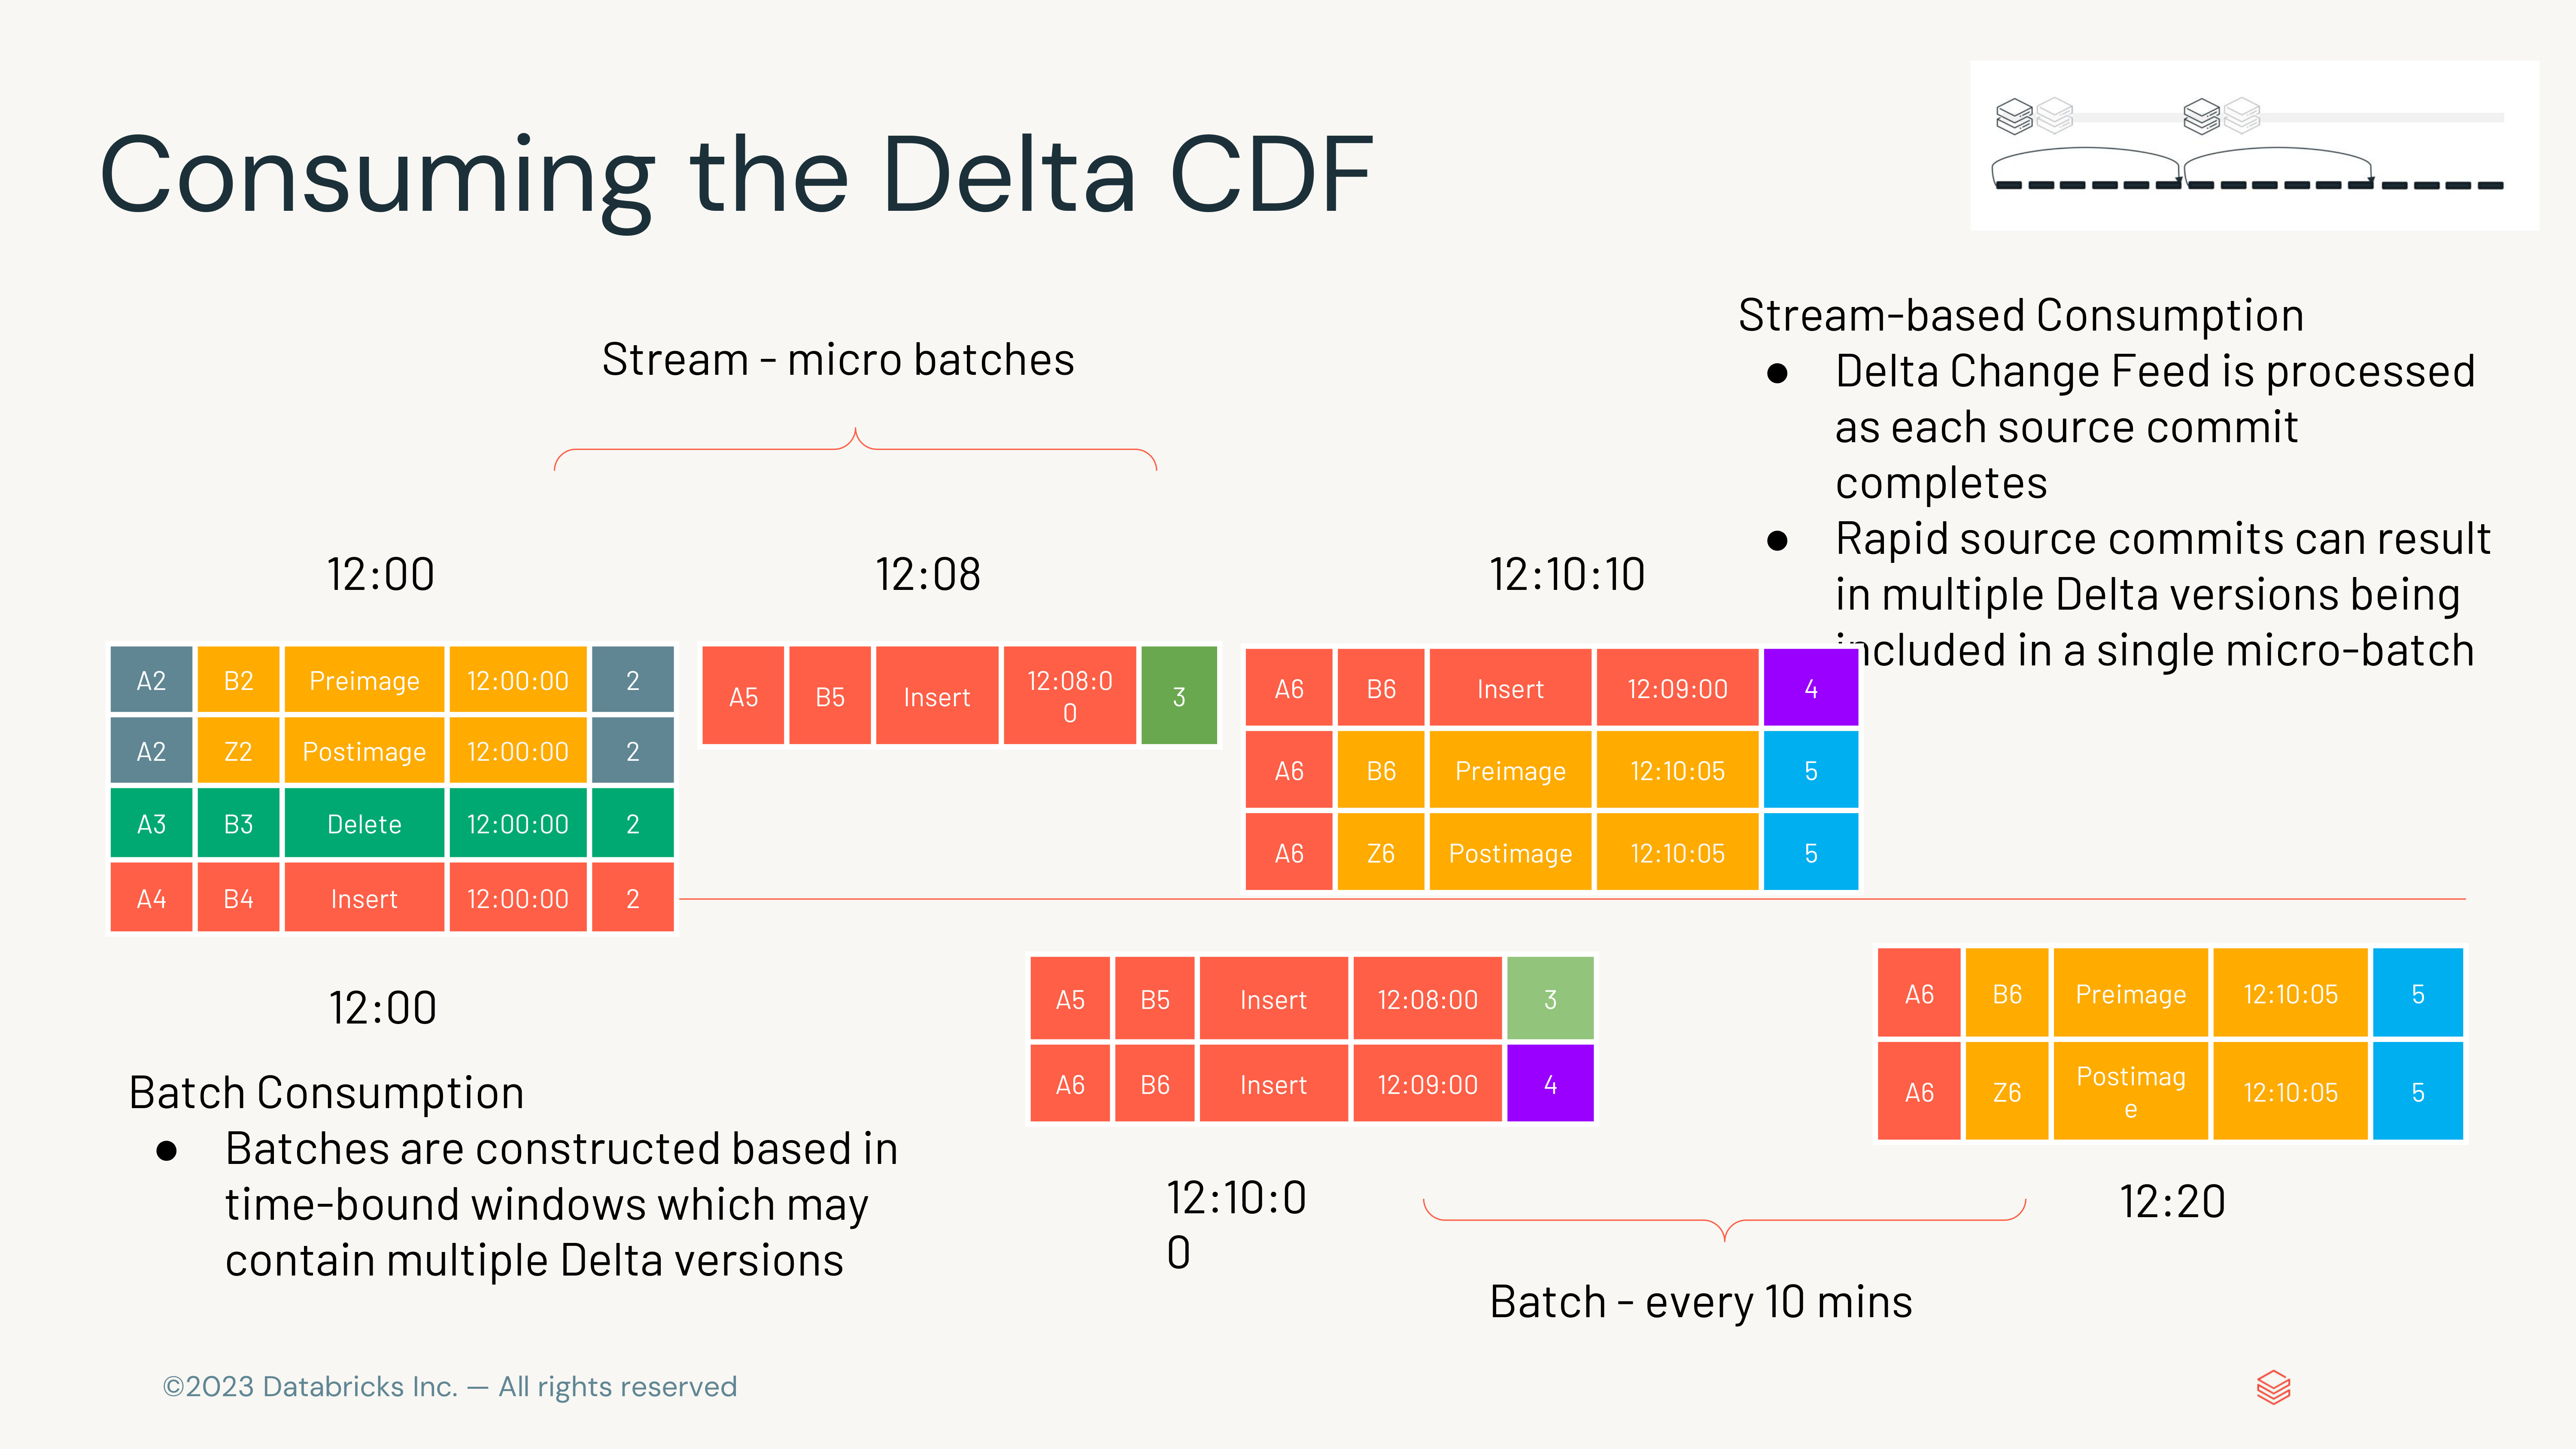 Consuming the Delta CDF
Stream-based Consumption
● Delta Change Feed is processed
as each source commit
completes
● Rapid source commits can result
in multiple Delta versions being
included in a single micro-batch
Stream - micro batches
12:00
12:08
12:10:10
A2 B2 Preimage 12:00:00 2
A2 Z2 Postimage 12:00:00 2
A3 B3 Delete 12:00:00 2
A4 B4 Insert 12:00:00 2
A5 B5 Insert 12:08:0
0 3
A6 B6 Insert 12:09:00 4
A6 B6 Preimage 12:10:05 5
A6 Z6 Postimage 12:10:05 5
12:00
Batch Consumption
● Batches are constructed based in
time-bound windows which may
contain multiple Delta versions
A5 B5 Insert 12:08:00 3
A6 B6 Insert 12:09:00 4
12:10:0
0
A6 B6 Preimage 12:10:05 5
A6 Z6 Postimag
e 12:10:05 5
12:20
Batch - every 10 mins
©2023 Databricks Inc. — All rights reserved